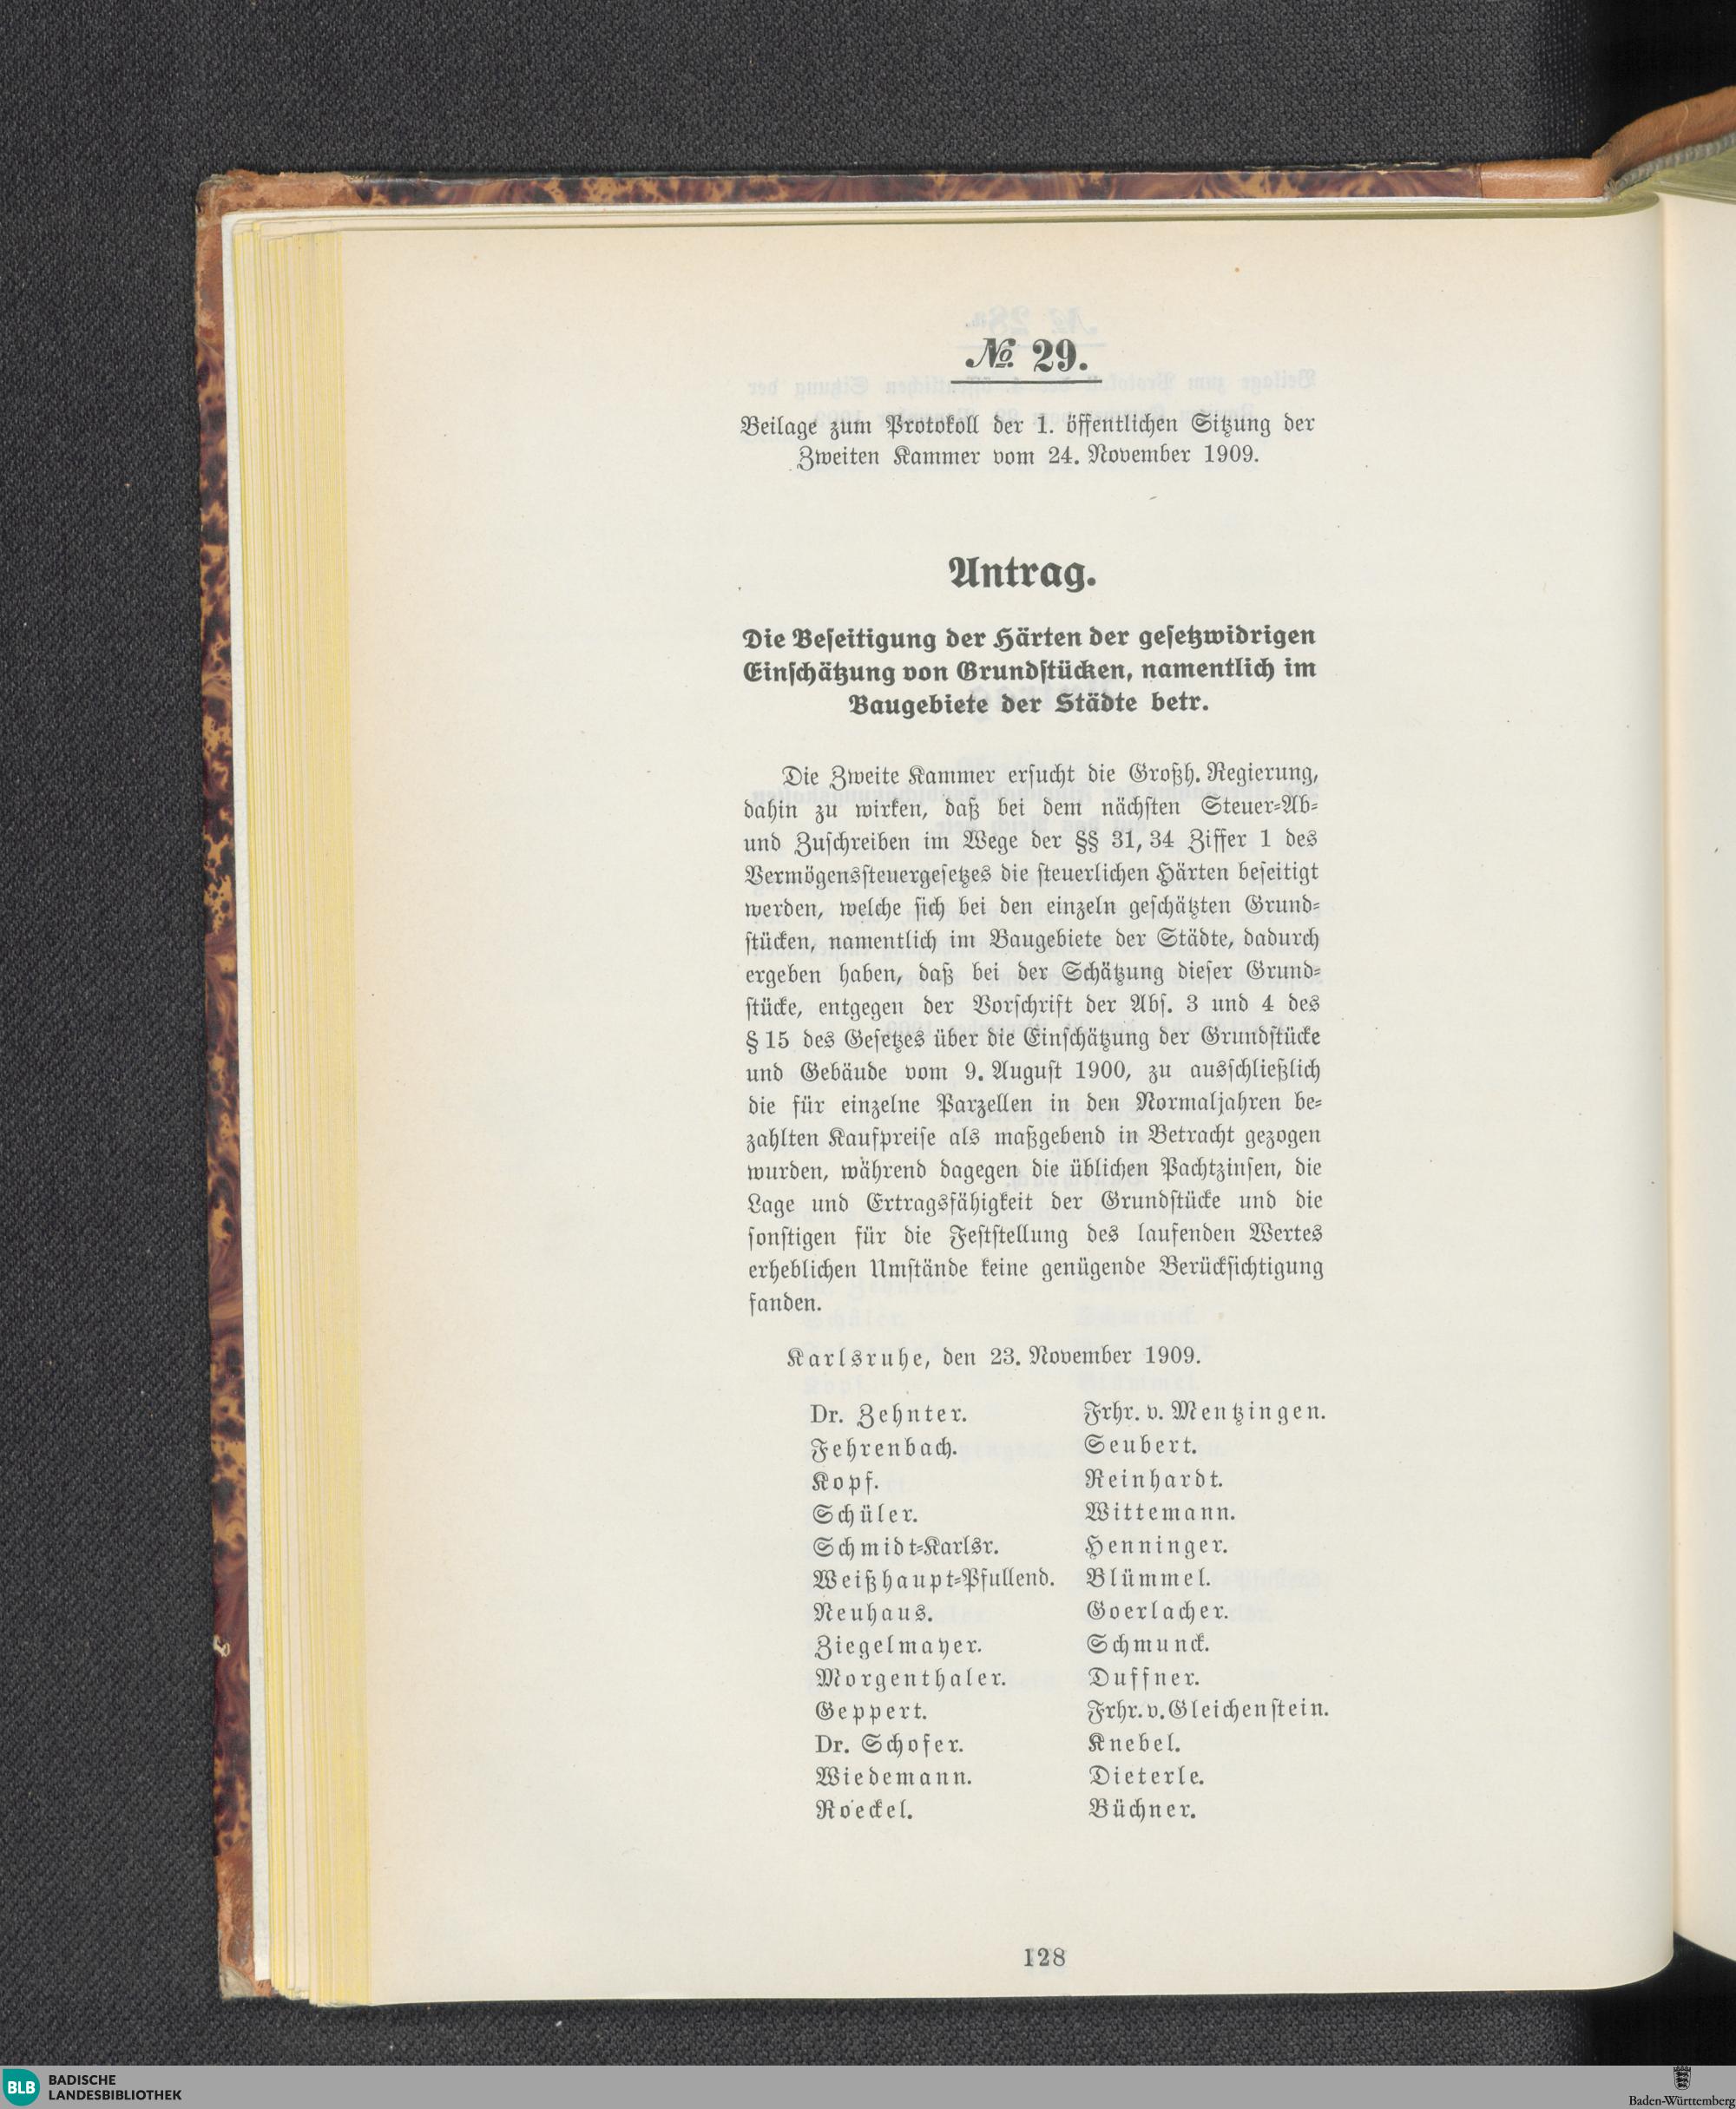 № 29.
Beilage zum Protokoll der 1. öffentlichen Sitzung der
Zweiten Kammer vom 24. November 1909.
Antrag.
Die Beseitigung der Härten der gesetzwidrigen
Einschätzung von Grundstücken, namentlich im
Baugebiete der Städte betr.
Die Zweite Kammer ersucht die Großh. Regierung,
dahin zu wirken, daß bei dem nächsten Steuer-Ab-
und Zuschreiben im Wege der §§ 31, 34 Ziffer 1 des
Vermögenssteuergesetzes die steuerlichen Härten beseitigt
werden, welche sich bei den einzeln geschätzten Grund-
stücken, namentlich im Baugebiete der Städte, dadurch
ergeben haben, daß bei der Schätzung dieser Grund-
stücke, entgegen der Vorschrift der Abs. 3 und 4 des
§ 15 des Gesetzes über die Einschätzung der Grundstücke
und Gebäude vom 9. August 1900, zu ausschließlich
die für einzelne Parzellen in den Normaljahren be-
zahlten Kaufpreise als maßgebend in Betracht gezogen
wurden, während dagegen die üblichen Pachtzinsen, die
Lage und Ertragsfähigkeit der Grundstücke und die
sonstigen für die Feststellung des laufenden Wertes
erheblichen Umstände keine genügende Berücksichtigung
fanden.
Karlsruhe, den 23. November 1909.
Dr. Zehnter.
Fehrenbach.
Kopf.
Schüler.
Schmidt-Karlsr.
Weißhaupt-Pfullend.
Neuhaus.
Ziegelmayer.
Morgenthaler.
Geppert.
Dr. Schofer.
Wiedemann.
Roeckel.
Frhr. v. Mentzingen.
Seubert.
Reinhardt.
Wittemann.
Henninger.
Blümmel.
Goerlacher.
Schmunck.
Duffner.
Frhr. v. Gleichenstein.
Knebel.
Dieterle.
Büchner.
128
BLB BADISCHE
LANDESBIBLIOTHEK
Baden-Württemberg